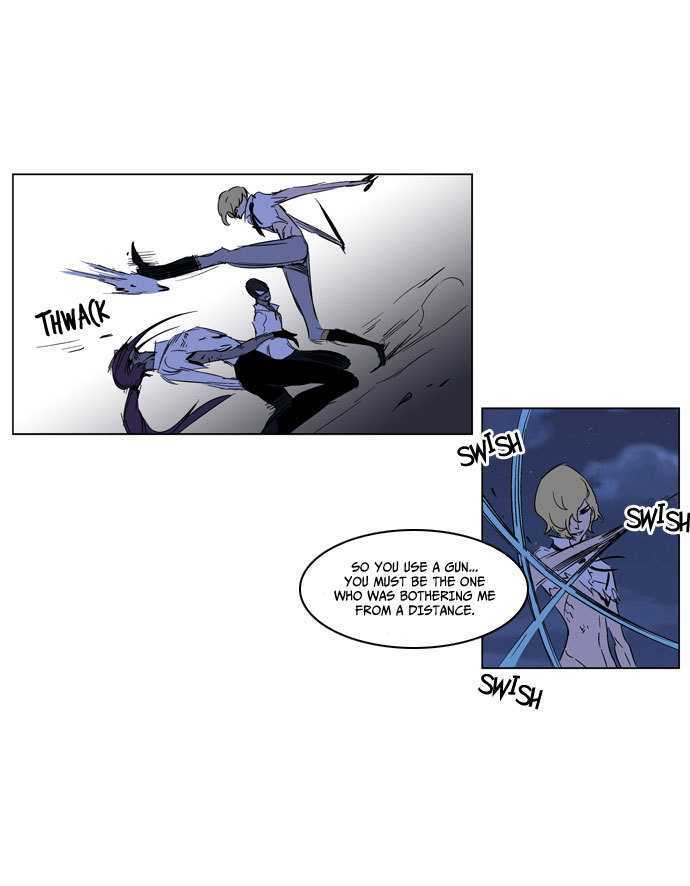 THWACK
SWISH
SWISH
SO YOU USE A GUN...
YOU MUST BE THE ONE
WHO WAS BOTHERING ME
FROM A DISTANCE.
SWISH